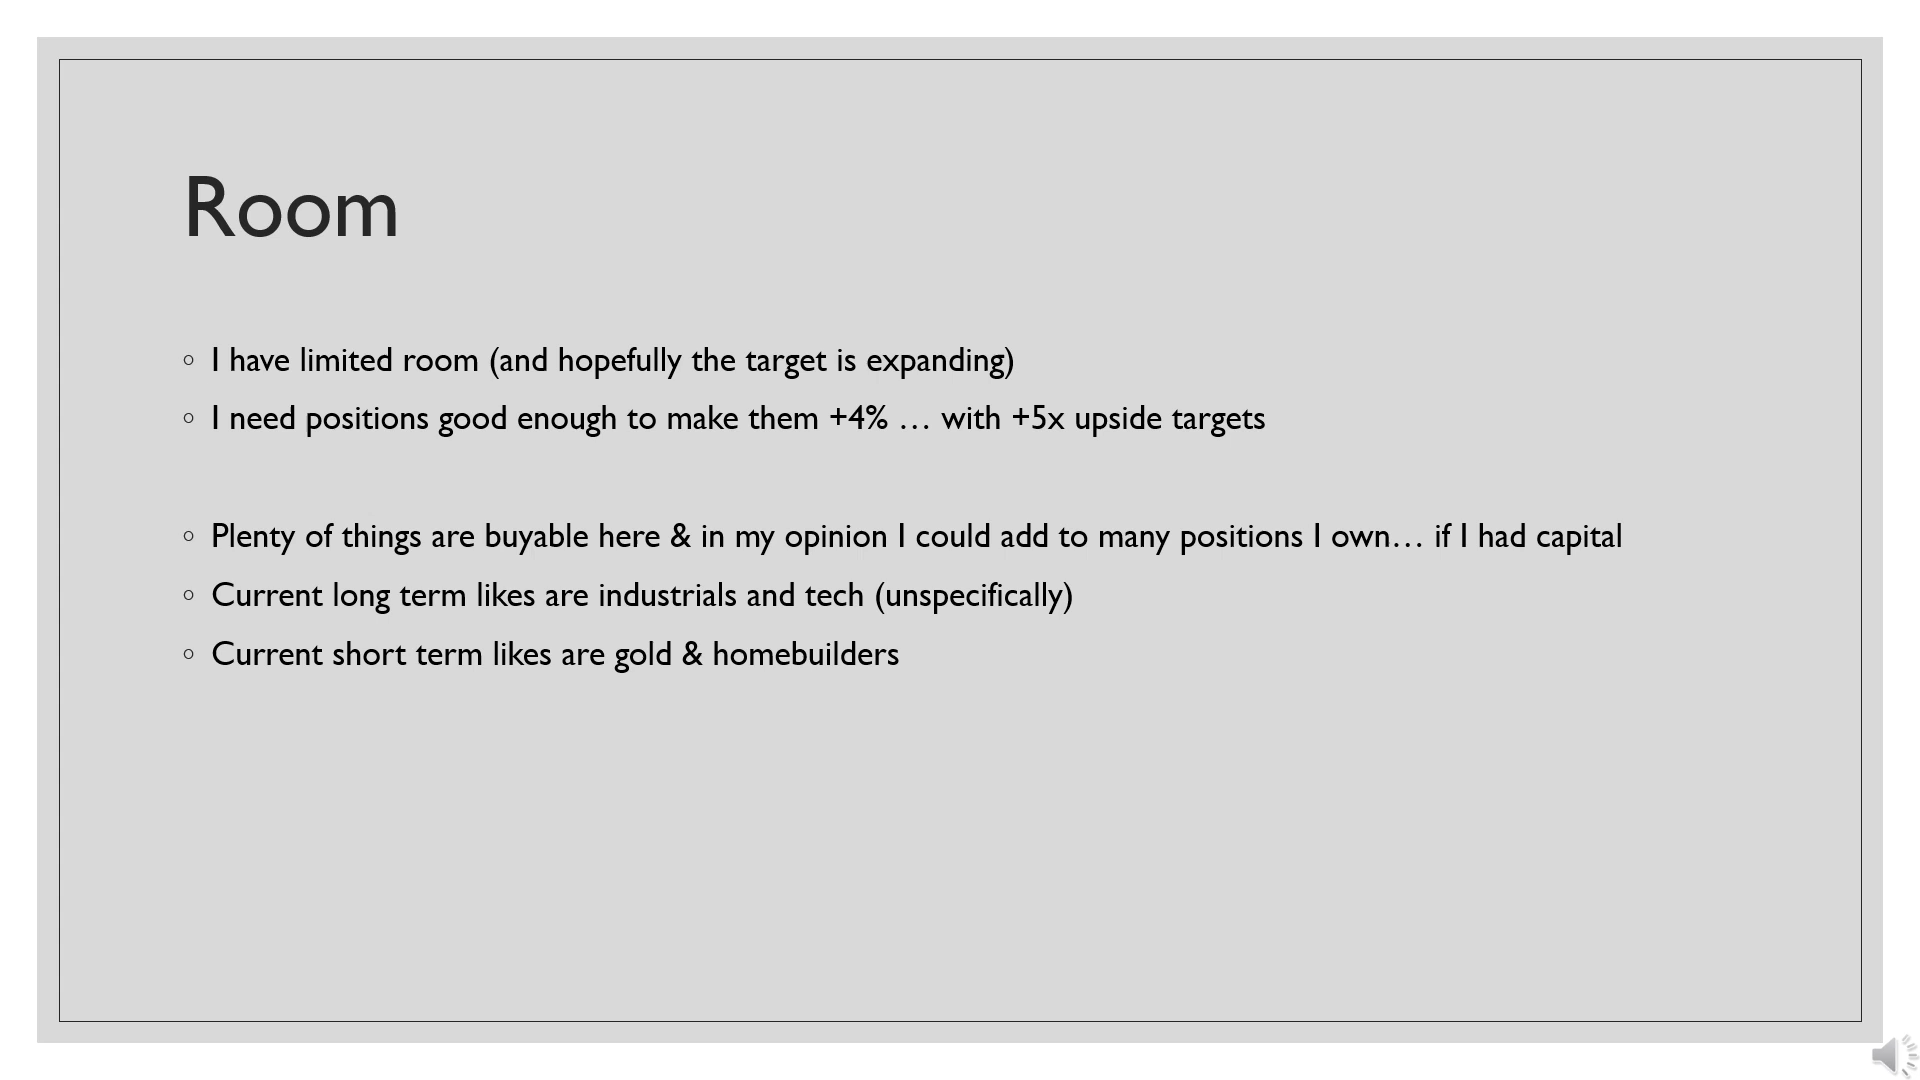 Room
◦ I have limited room (and hopefully the target is expanding)
◦ I need positions good enough to make them +4% … with +5x upside targets
◦ Plenty of things are buyable here & in my opinion I could add to many positions I own… if I had capital
◦ Current long term likes are industrials and tech (unspecifically)
◦ Current short term likes are gold & homebuilders